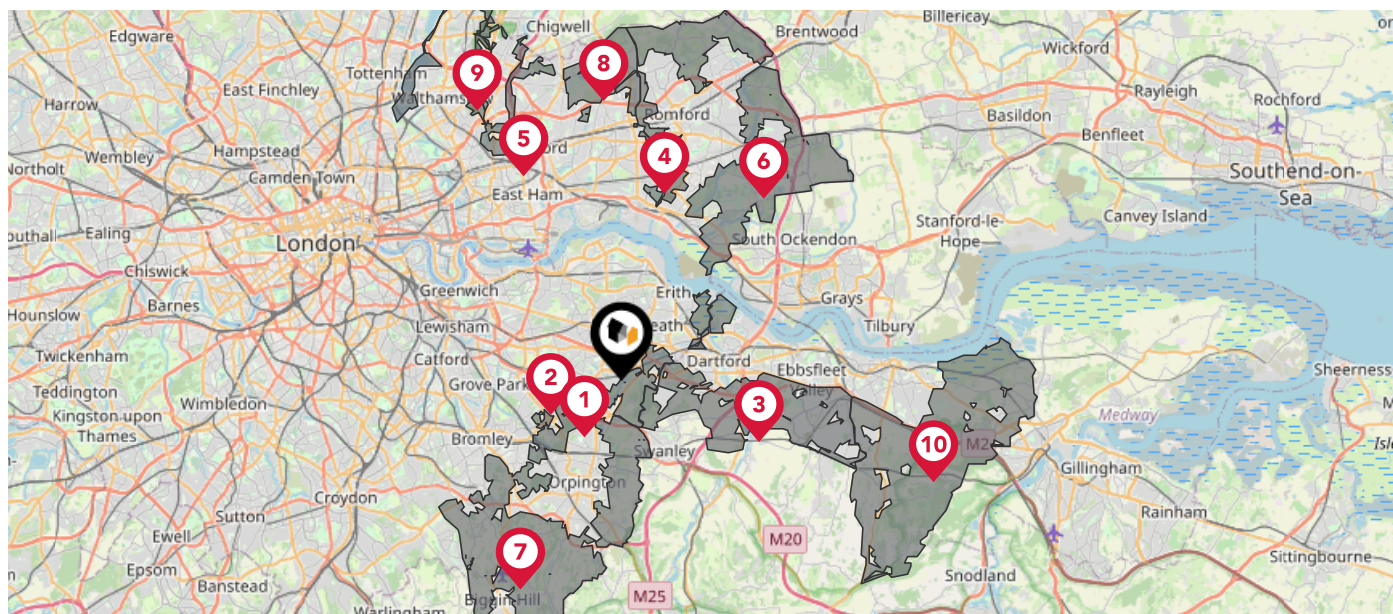 Billericay
Chigwell
Brentwood
Edgware
Wickford
8
9
Tottenham
East Finchley
Rayleigh
Harrow
Walthams
Rochford
Romford
Basildon
5
Benfleet
Wembley
Hampstead
ord
4
6
Northolt
Camden Town
Southend-on-
Sea
East Ham
Canvey Island
Stanford-le-
Hope
Ealing
South Ockendon
London
Chiswick
Greenwich
Erith
Grays
Barnes
Hounslow
eath
Tilbury
Lewisham
Twickenham
Catford
Dartford
Ebbsfleet
Valley
Sheerness
Teddington
2
Grove Park
1
3
Wimbledon
Kingston upon
Thames
Medway
Bromley
10
M2
Swanley
Gillingham
Orpington
Croydon
Rainham
Sutton
Ewell
7
M20
Epsom
Sittingbourne
Snodland
Banstead
M25
Biggin Hill
Warlingham